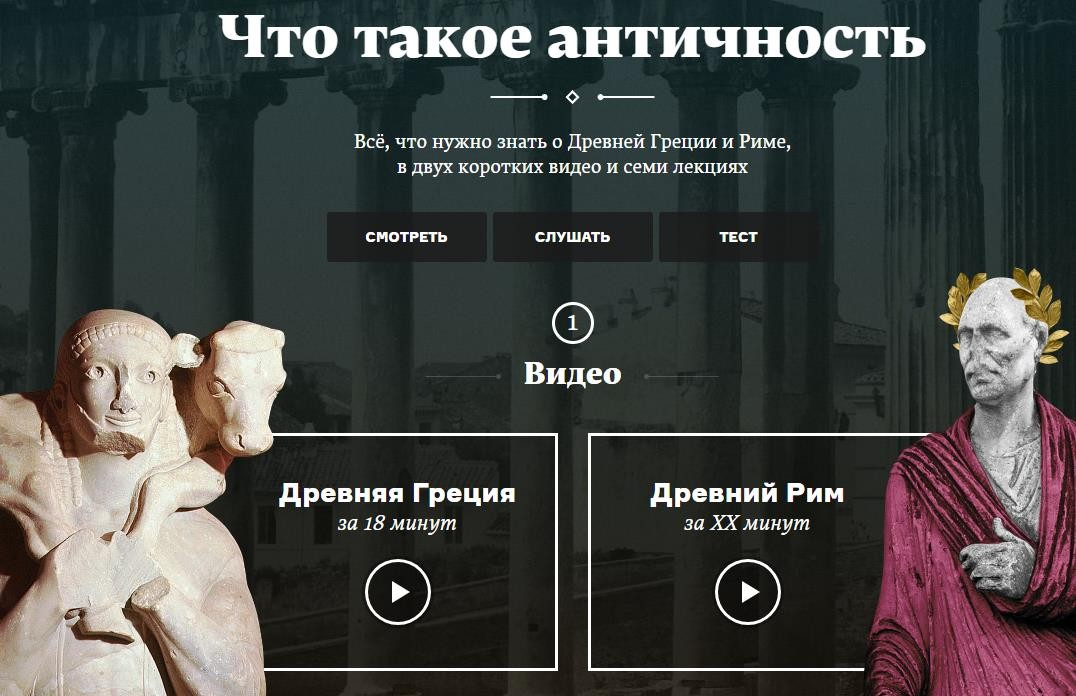 Что такое античность
Всё, что нужно знать о Древней Греции и Риме,
в двух коротких видео и семи лекциях
СМОТРЕТЬ
СЛУШАТЬ
ТЕСТ
1
Видео
Древняя Греция
за 18 минут
Древний Рим
за XX минут